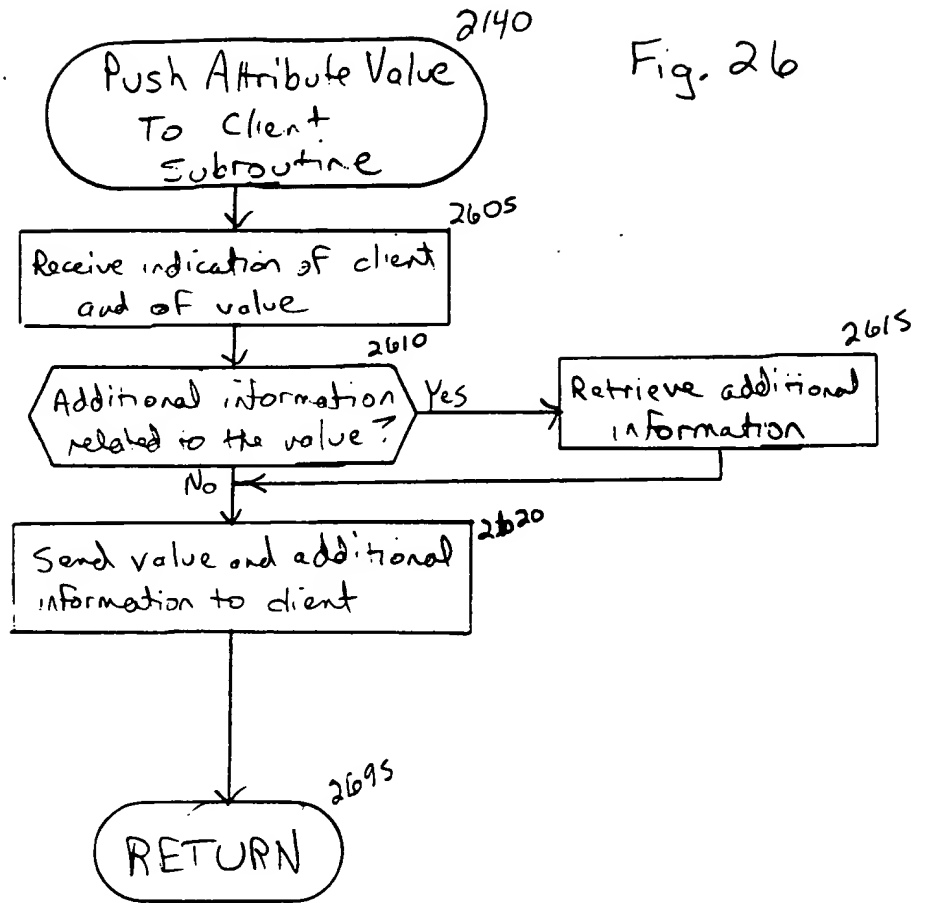 2140
Fig. 26
Push Attribute Value
To Client
Subroutine
2605
Receive indication of client
and of value
2610
Additional information
related to the value?
Yes
2615
Retrieve additional
information
No
2620
Send value and additional
information to client
2695
RETURN